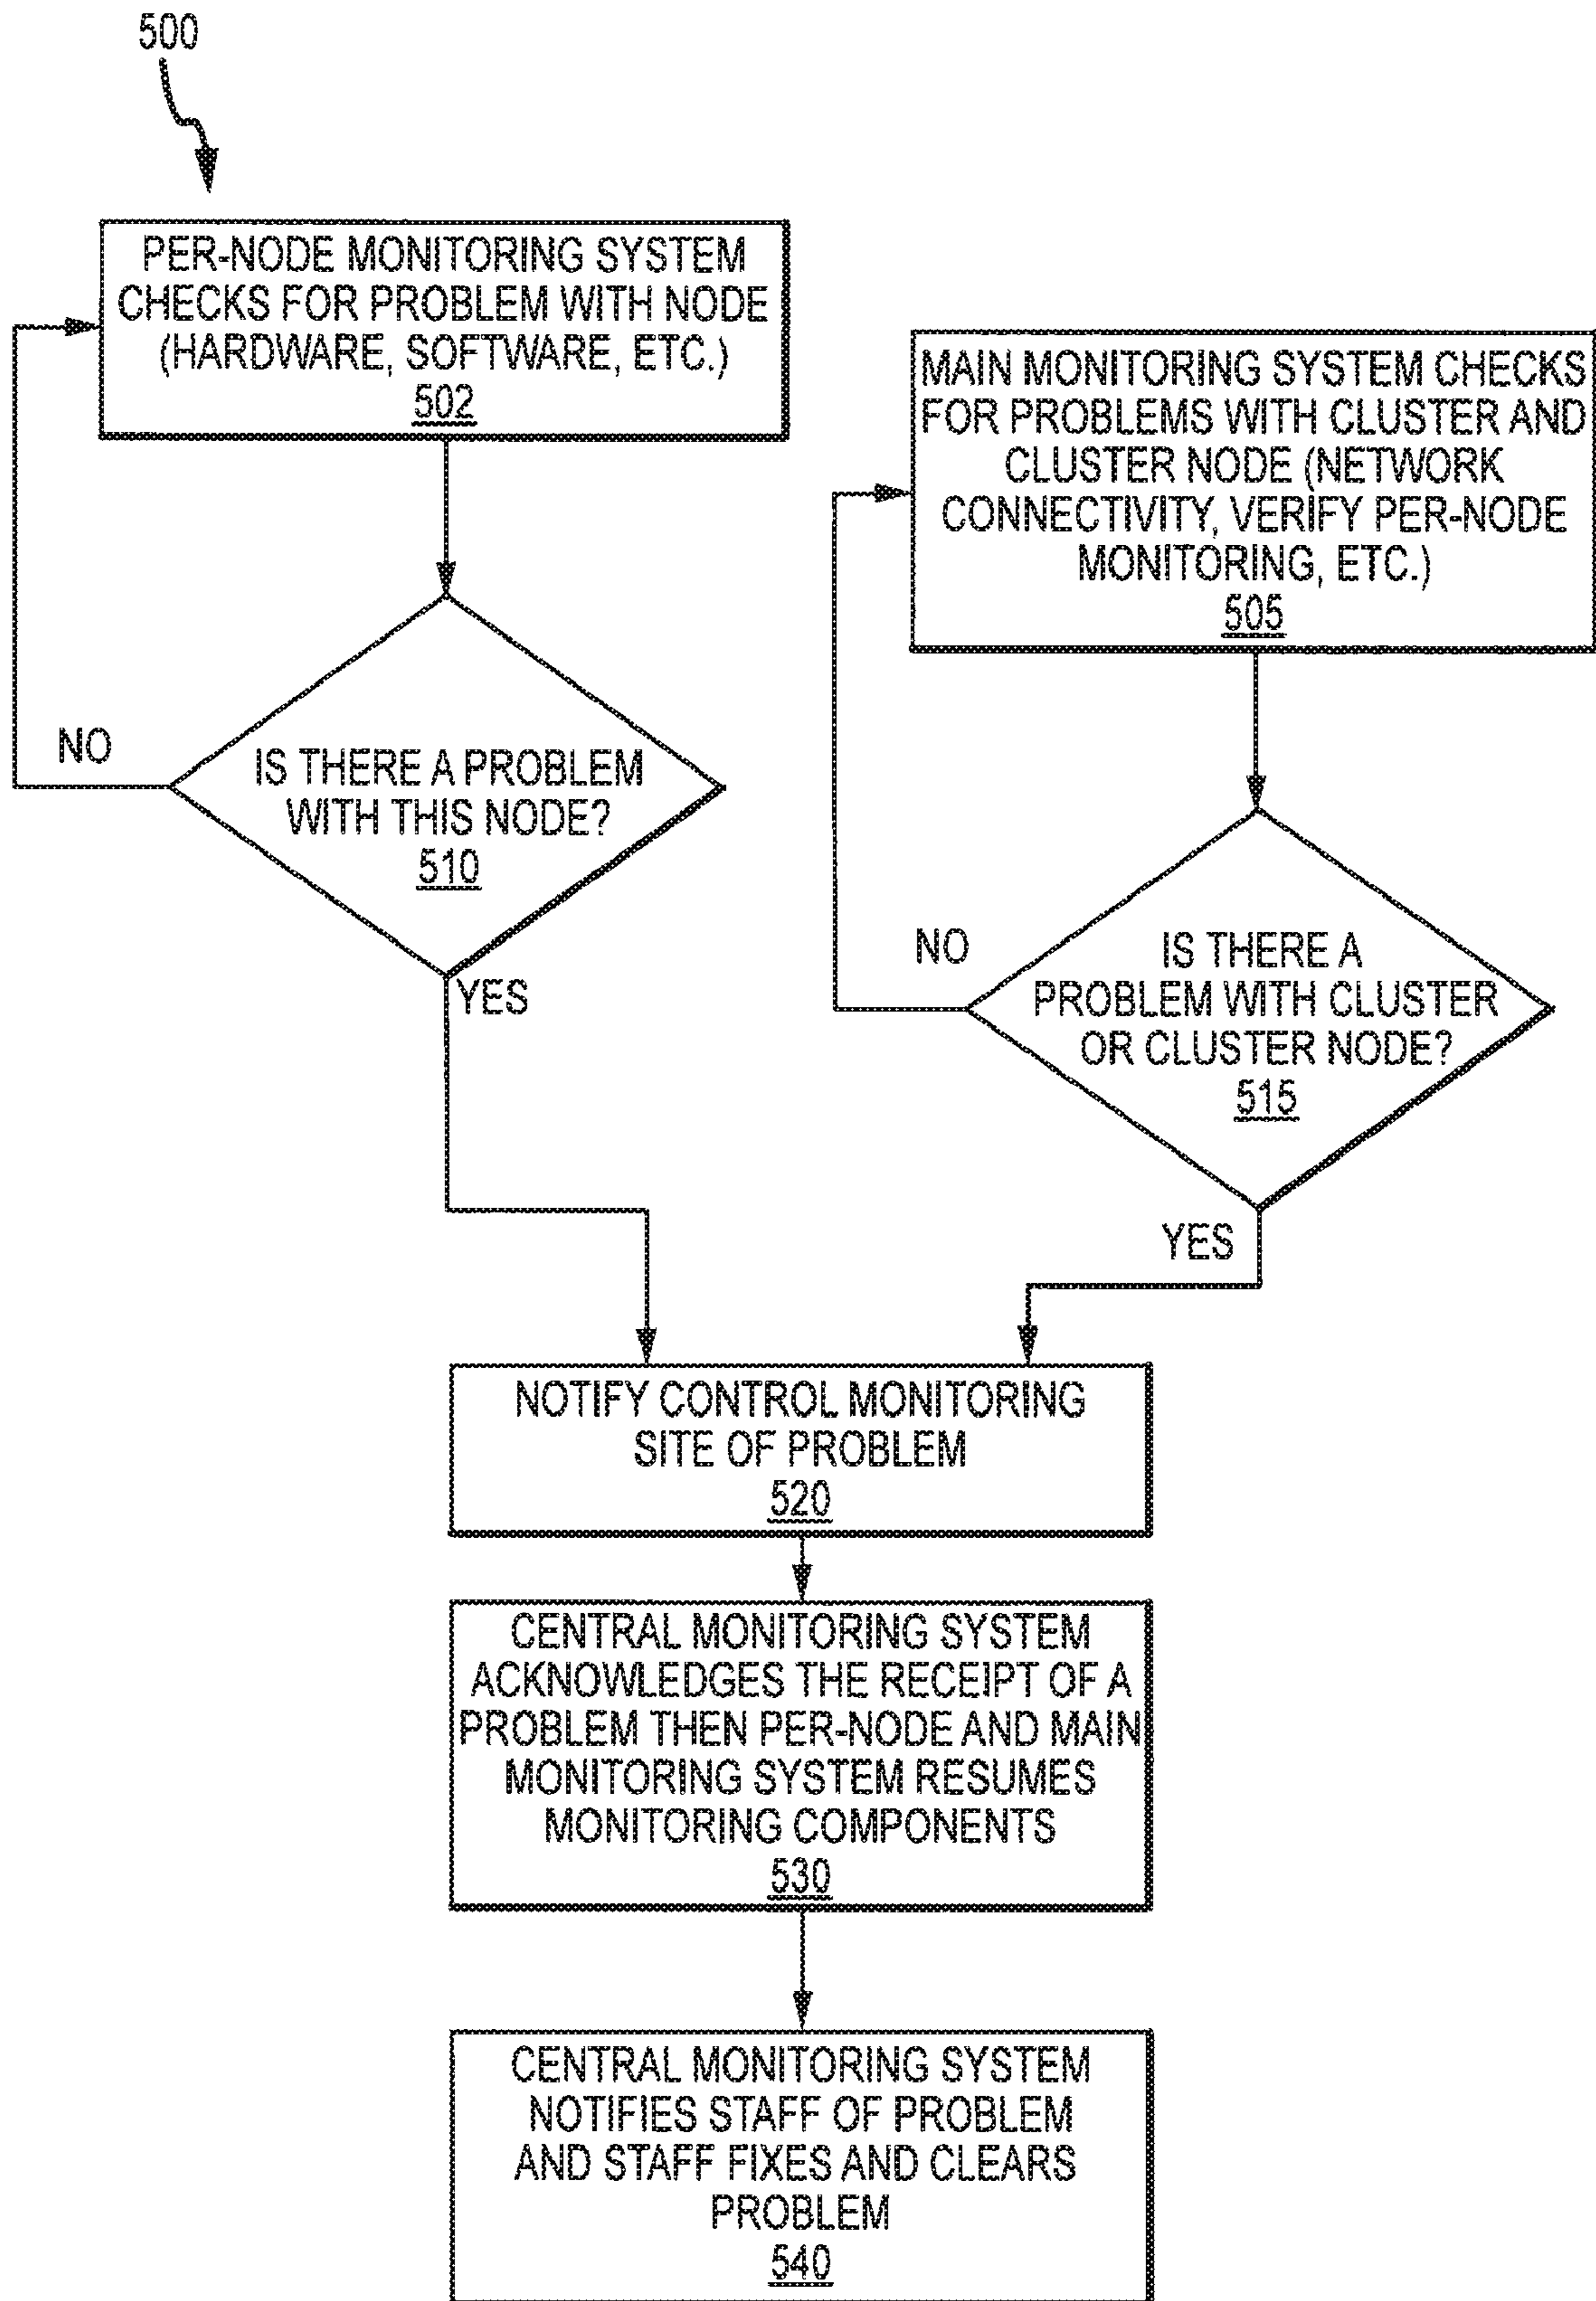 500
PER-NODE MONITORING SYSTEM
CHECKS FOR PROBLEM WITH NODE
(HARDWARE, SOFTWARE, ETC.)
502
MAIN MONITORING SYSTEM CHECKS
FOR PROBLEMS WITH CLUSTER AND
CLUSTER NODE (NETWORK
CONNECTIVITY, VERIFY PER-NODE
MONITORING, ETC.)
505
NO
IS THERE A PROBLEM
WITH THIS NODE?
510
YES
NO
IS THERE A
PROBLEM WITH CLUSTER
OR CLUSTER NODE?
515
YES
NOTIFY CONTROL MONITORING
SITE OF PROBLEM
520
CENTRAL MONITORING SYSTEM
ACKNOWLEDGES THE RECEIPT OF A
PROBLEM THEN PER-NODE AND MAIN
MONITORING SYSTEM RESUMES
MONITORING COMPONENTS
530
CENTRAL MONITORING SYSTEM
NOTIFIES STAFF OF PROBLEM
AND STAFF FIXES AND CLEARS
PROBLEM
540